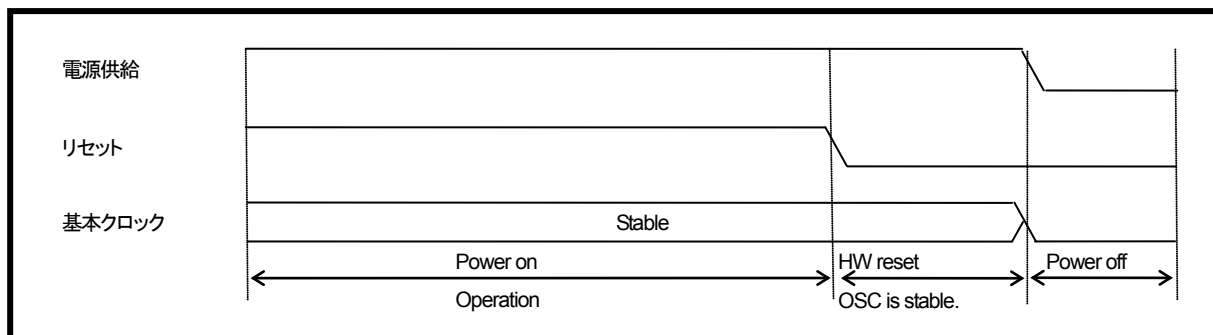 電源供給
リセット
基本クロック
Stable
Power on
HW reset
Power off
Operation
OSC is stable.